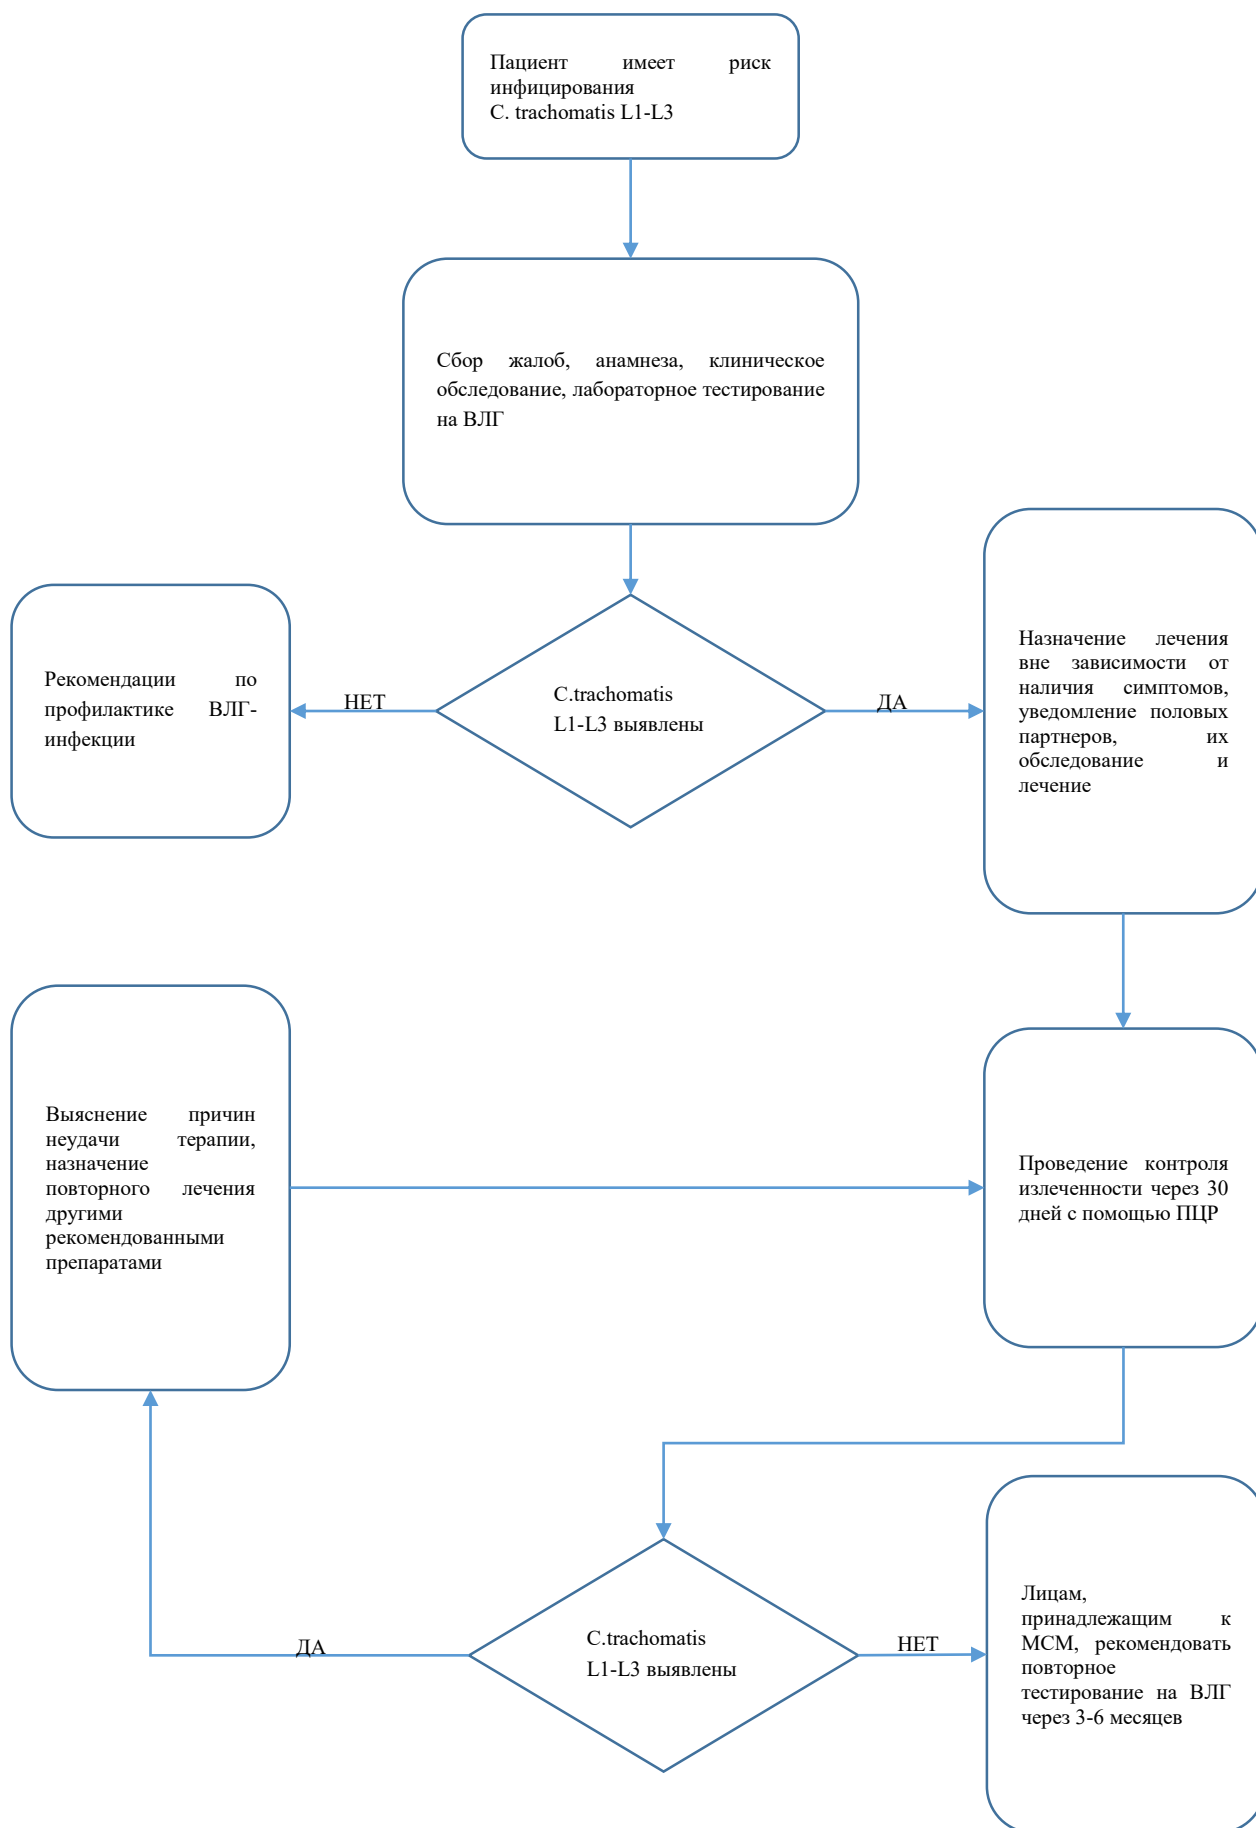 Пациент имеет риск
инфицирования
C. trachomatis L1-L3
Сбор жалоб, анамнеза, клиническое
обследование, лабораторное тестирование
на ВЛГ
Рекомендации по
профилактике ВЛГ-
инфекции
НЕТ
C.trachomatis
L1-L3 выявлены
ДА
Назначение лечения
вне зависимости от
наличия симптомов,
уведомление половых
партнеров, их
обследование и
лечение
Выяснение причин
неудачи терапии,
назначение
повторного лечения
другими
рекомендованными
препаратами
Проведение контроля
излеченности через 30
дней с помощью ПЦР
ДА
C.trachomatis
L1-L3 выявлены
НЕТ
Лицам,
принадлежащим к
МСМ, рекомендовать
повторное
тестирование на ВЛГ
через 3-6 месяцев